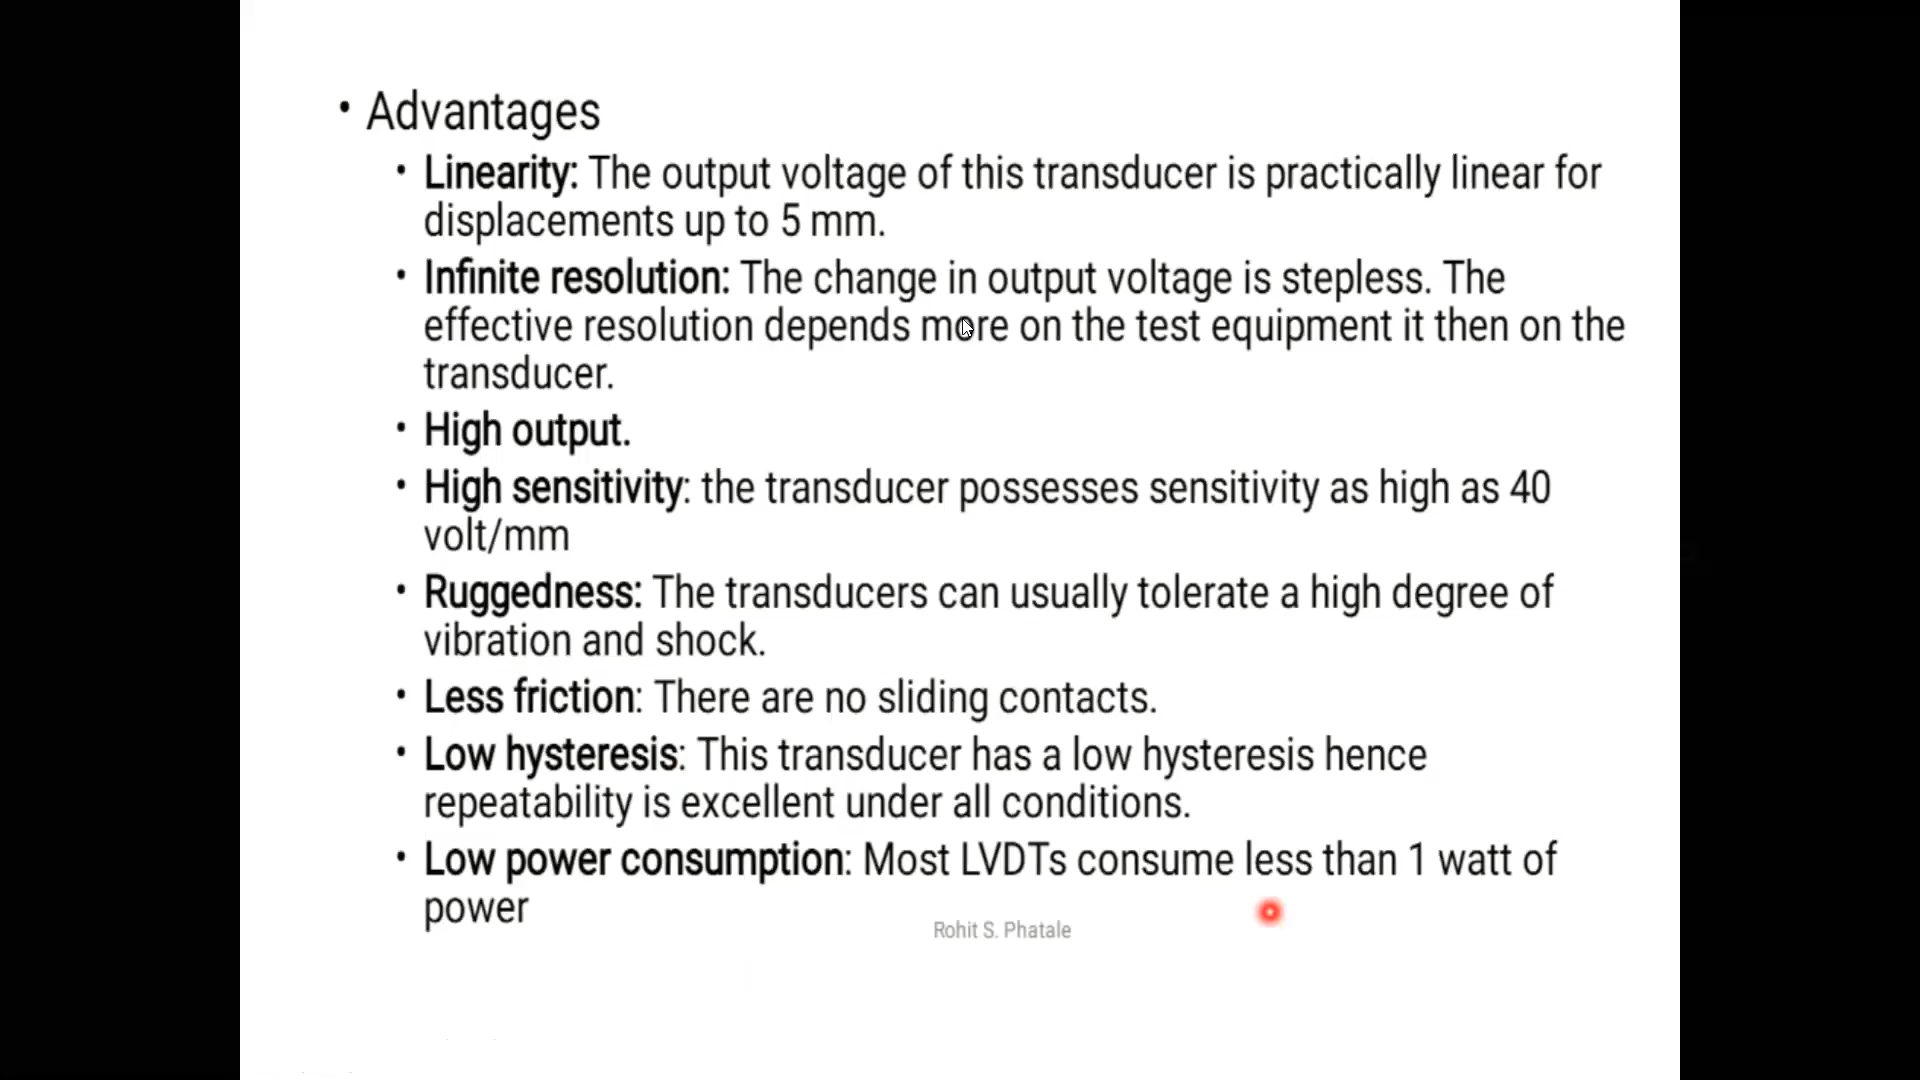 • Advantages
• Linearity: The output voltage of this transducer is practically linear for
displacements up to 5 mm.
• Infinite resolution: The change in output voltage is stepless. The
effective resolution depends more on the test equipment it then on the
transducer.
• High output.
• High sensitivity: the transducer possesses sensitivity as high as 40
volt/mm
• Ruggedness: The transducers can usually tolerate a high degree of
vibration and shock.
• Less friction: There are no sliding contacts.
• Low hysteresis: This transducer has a low hysteresis hence
repeatability is excellent under all conditions.
• Low power consumption: Most LVDTs consume less than 1 watt of
power
Rohit S. Phatale